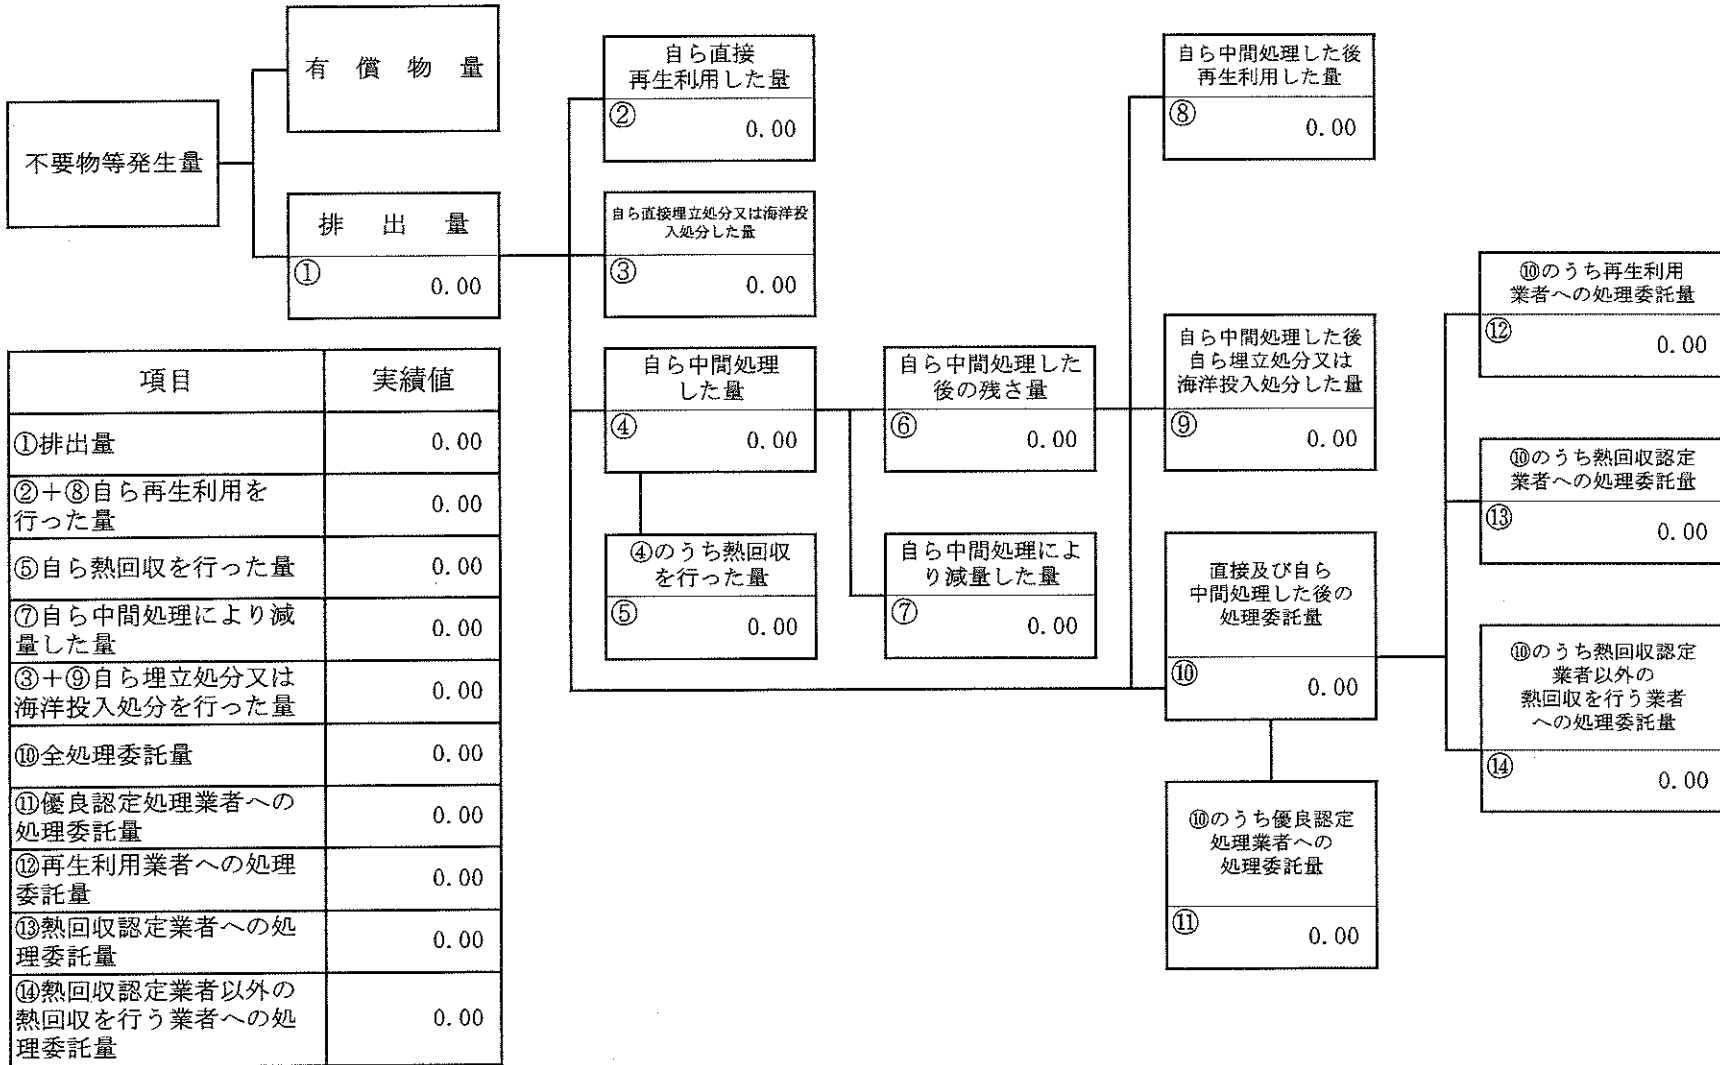 有償物量
不要物等発生量
排出量
①
0.00
自ら直接
再生利用した量
②
0.00
自ら直接埋立処分又は海洋投
入処分した量
③
0.00
自ら中間処理
した量
④
0.00
④のうち熱回収
を行った量
⑤
0.00
自ら中間処理した
後の残さ量
⑥
0.00
自ら中間処理によ
り減量した量
⑦
0.00
自ら中間処理した後
再生利用した量
⑧
0.00
自ら中間処理した後
自ら埋立処分又は
海洋投入処分した量
⑨
0.00
直接及び自ら
中間処理した後の
処理委託量
⑩
0.00
⑩のうち優良認定
処理業者への
処理委託量
⑪
0.00
⑩のうち再生利用
業者への処理委託量
⑫
0.00
⑩のうち熱回収認定
業者への処理委託量
⑬
0.00
⑩のうち熱回収認定
業者以外の
熱回収を行う業者
への処理委託量
⑭
0.00
項目 実績値
①排出量 0.00
②+⑧自ら再生利用を
行った量 0.00
⑤自ら熱回収を行った量 0.00
⑦自ら中間処理により減
量した量 0.00
③+⑨自ら埋立処分又は
海洋投入処分を行った量 0.00
⑩全処理委託量 0.00
⑪優良認定処理業者への
処理委託量 0.00
⑫再生利用業者への処理
委託量 0.00
⑬熱回収認定業者への処
理委託量 0.00
⑭熱回収認定業者以外の
熱回収を行う業者への処
理委託量 0.00